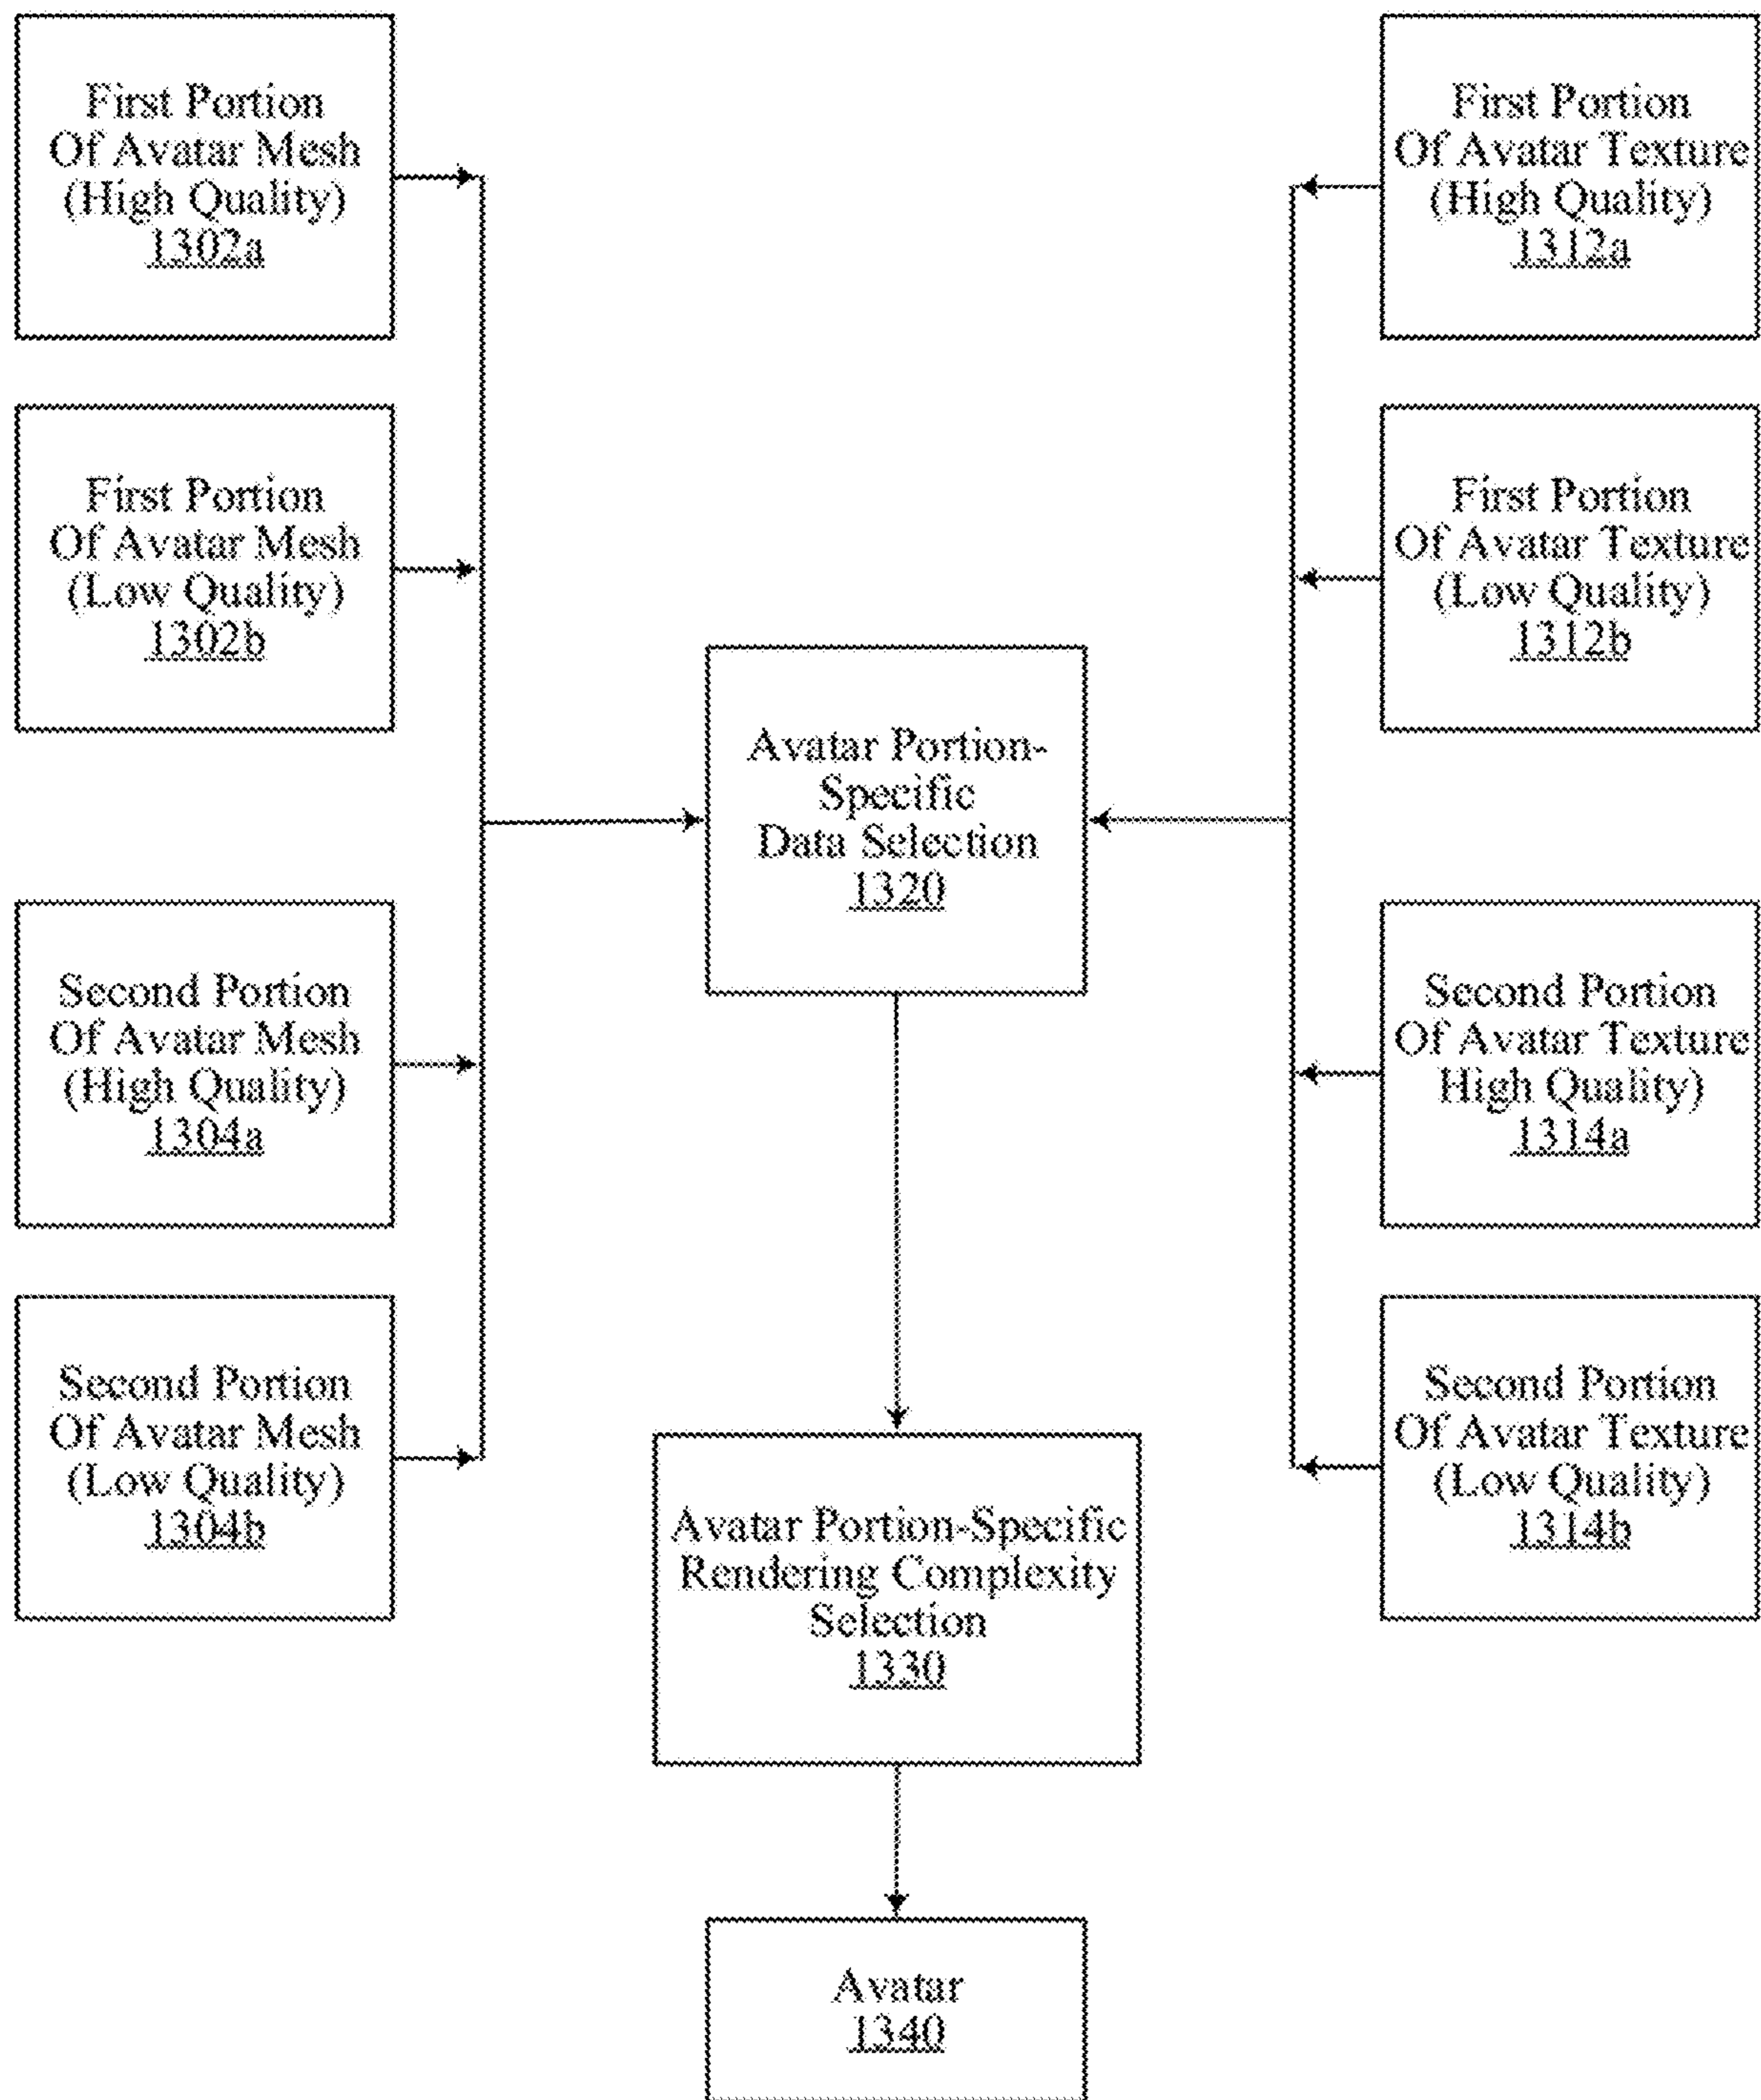 First Portion
Of Avatar Mesh
(High Quality)
1302a
First Portion
Of Avatar Mesh
(Low Quality)
1302b
Second Portion
Of Avatar Mesh
(High Quality)
1304a
Second Portion
Of Avatar Mesh
(Low Quality)
1304b
Avatar Portion-
Specific
Data Selection
1320
Avatar Portion-Specific
Rendering Complexity
Selection
1330
Avatar
1340
First Portion
Of Avatar Texture
(High Quality)
1312a
First Portion
Of Avatar Texture
(Low Quality)
1312b
Second Portion
Of Avatar Texture
High Quality)
1314a
Second Portion
Of Avatar Texture
(Low Quality)
1314b